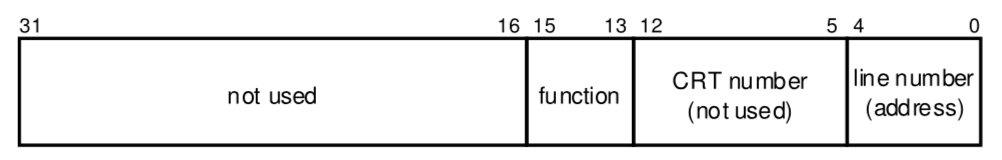 31 16 15 13 12 5 4 0
not used
function
CRT number
(not used)
line number
(address)